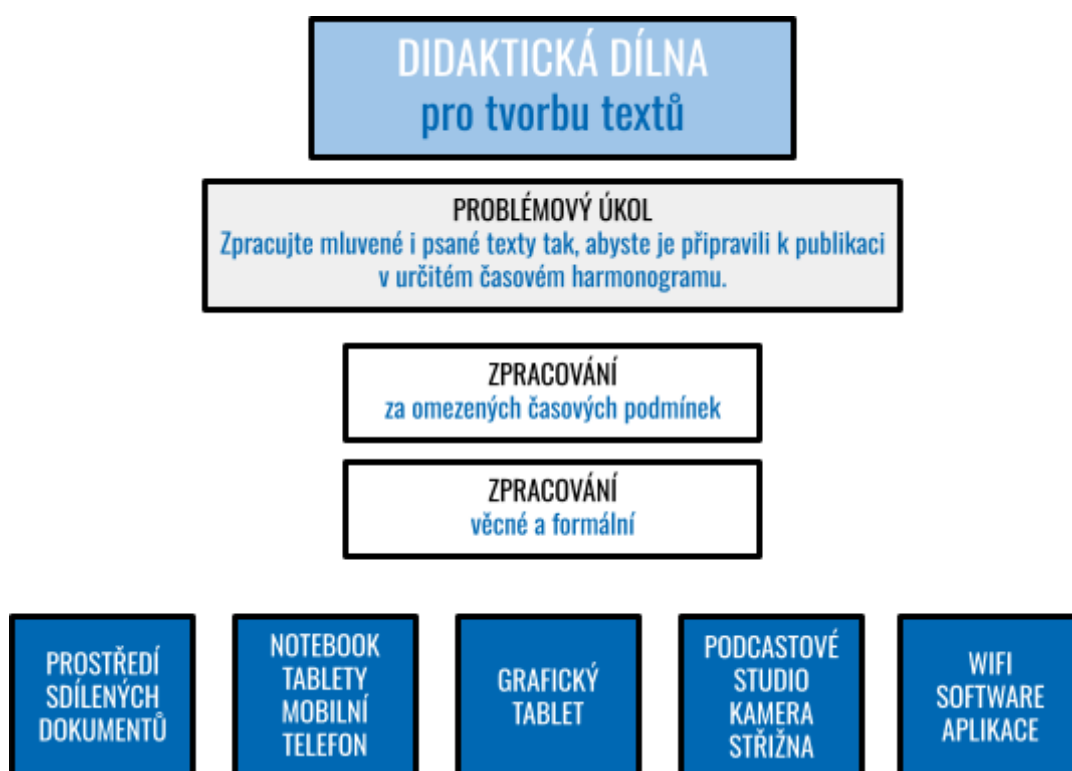 DIDAKTICKÁ DÍLNA
pro tvorbu textů
PROBLÉMOVÝ ÚKOL
Zpracujte mluvené i psané texty tak, abyste je připravili k publikaci
v určitém časovém harmonogramu.
ZPRACOVÁNÍ
za omezených časových podmínek
ZPRACOVÁNÍ
věcné a formální
PROSTŘEDÍ
SDÍLENÝCH
DOKUMENTŮ
NOTEBOOK
TABLETY
MOBILNÍ
TELEFON
GRAFICKÝ
TABLET
PODCASTOVÉ
STUDIO
KAMERA
STŘIŽNA
WIFI
SOFTWARE
APLIKACE